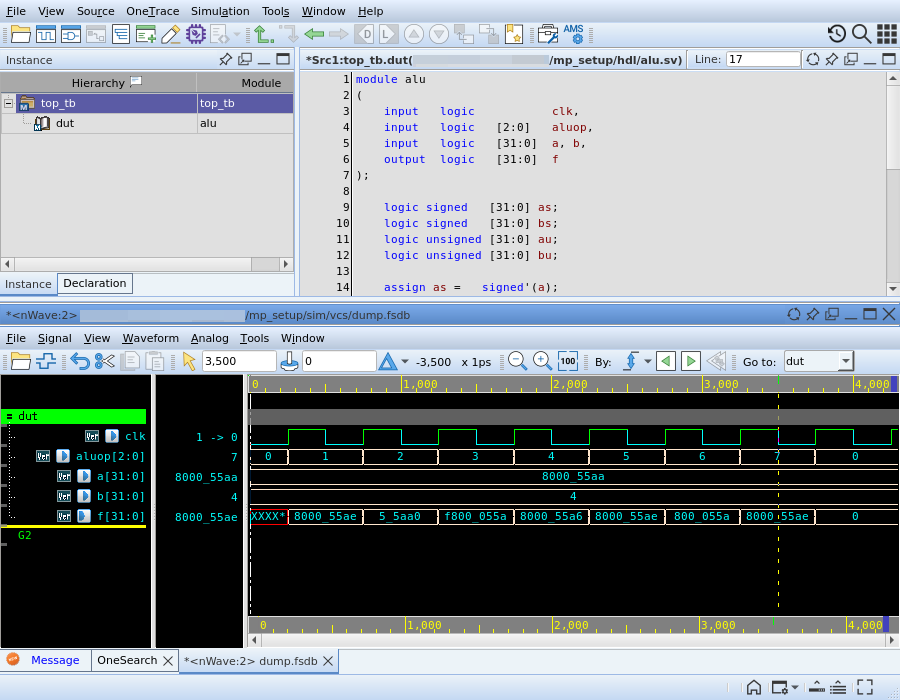 File View Source OneTrace Simulation Tools Window Help
D L AMS
Instance
*Src1:top_tb.dut( /mp_setup/hdl/alu.sv) Line: 17
Hierarchy Module
top_tb top_tb
dut alu
1 module alu
2 (
3 input logic clk,
4 input logic [2:0] aluop,
5 input logic [31:0] a, b,
6 output logic [31:0] f
7 );
8
9 logic signed [31:0] as;
10 logic signed [31:0] bs;
11 logic unsigned [31:0] au;
12 logic unsigned [31:0] bu;
13
14 assign as = signed'(a);
Instance Declaration
*<nWave:2> /mp_setup/sim/vcs/dump.fsdb
File Signal View Waveform Analog Tools Window
3,500 0 -3,500 x 1ps 100 By: Go to: dut
0 1,000 2,000 3,000 4,000
= dut
Ver clk 1 -> 0
Ver aluop[2:0] 7 0 1 2 3 4 5 6 7 0
Ver a[31:0] 8000_55aa 8000_55aa
Ver b[31:0] 4 4
Ver f[31:0] 8000_55ae XXXX* 8000_55ae 5_5aa0 f800_055a 8000_55a6 8000_55ae 800_055a 8000_55ae 0
G2
0 1,000 2,000 3,000 4,000
Message OneSearch *<nWave:2> dump.fsdb